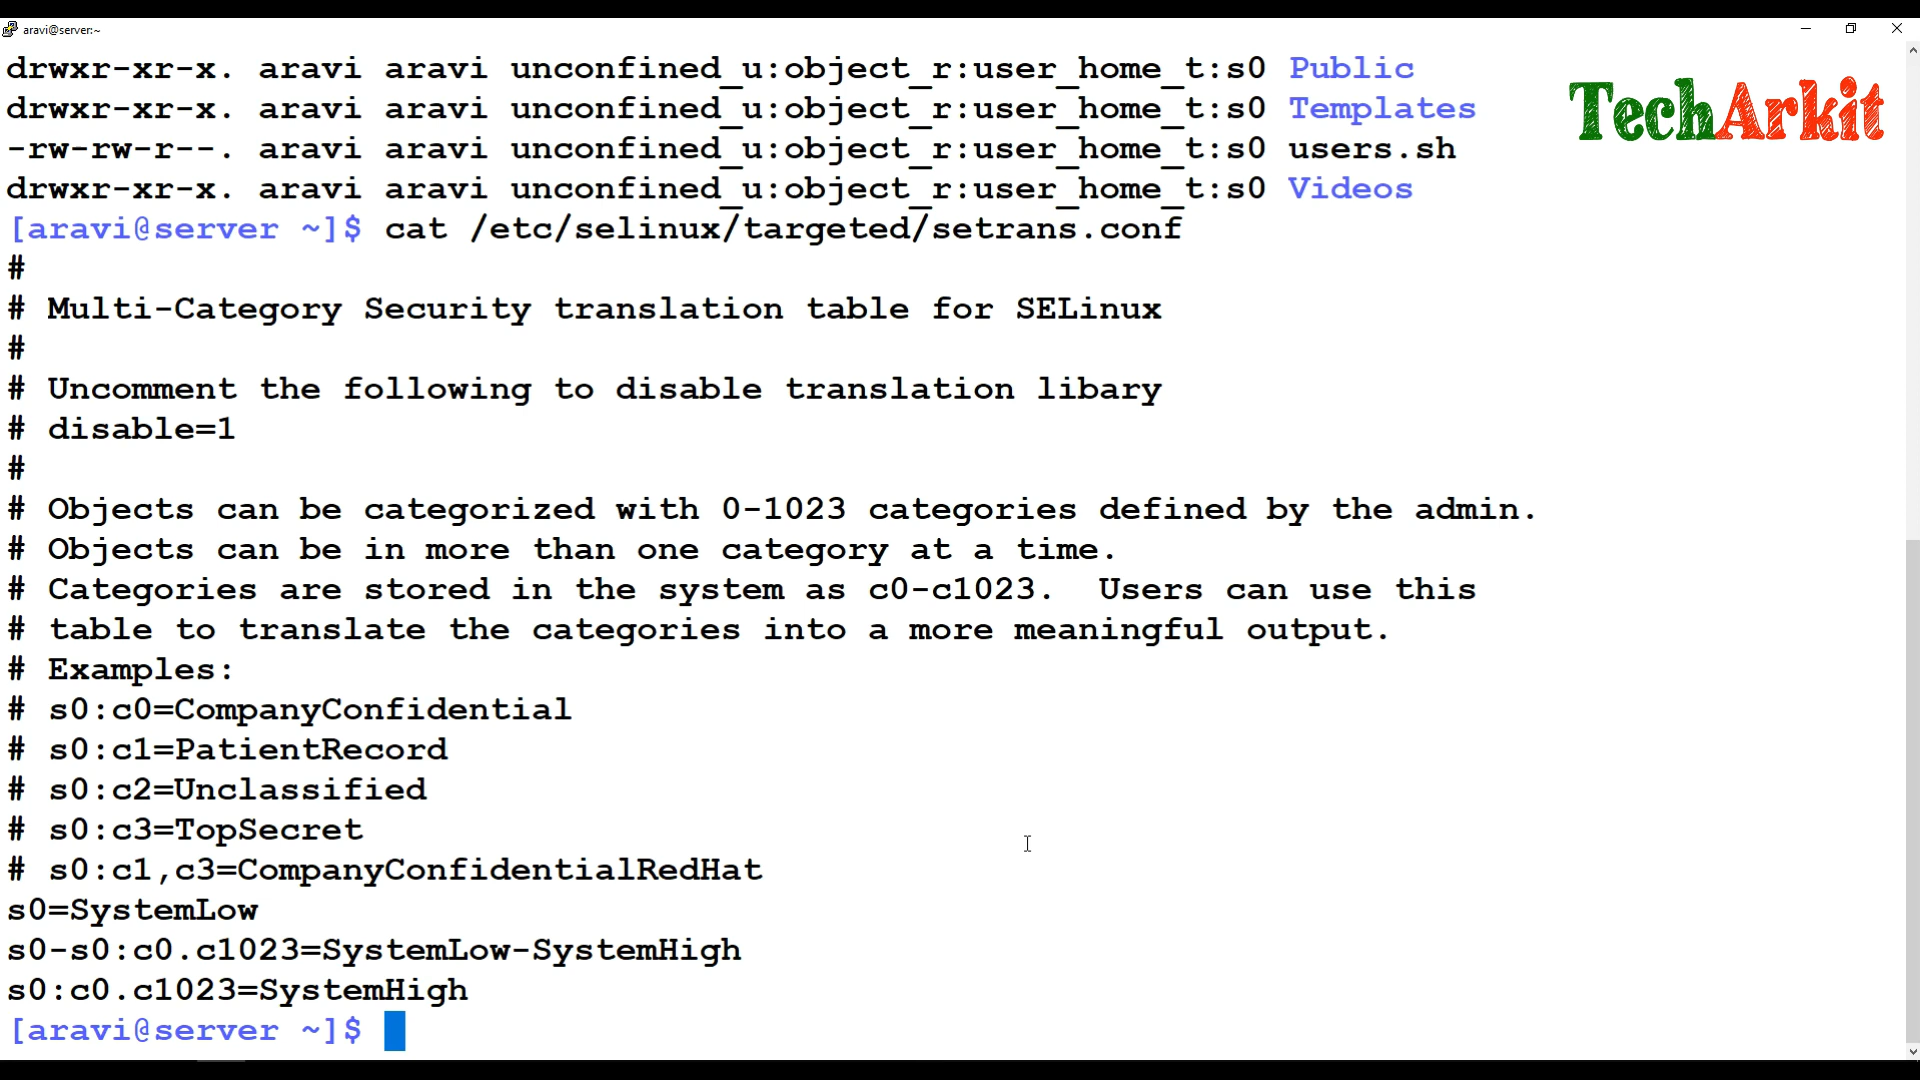 aravi@server:~
drwxr-xr-x. aravi aravi unconfined_u:object_r:user_home_t:s0 Public
drwxr-xr-x. aravi aravi unconfined_u:object_r:user_home_t:s0 Templates
-rw-rw-r--. aravi aravi unconfined_u:object_r:user_home_t:s0 users.sh
drwxr-xr-x. aravi aravi unconfined_u:object_r:user_home_t:s0 Videos
TechArkit
[aravi@server ~]$ cat /etc/selinux/targeted/setrans.conf
#
# Multi-Category Security translation table for SELinux
#
# Uncomment the following to disable translation libary
# disable=1
#
# Objects can be categorized with 0-1023 categories defined by the admin.
# Objects can be in more than one category at a time.
# Categories are stored in the system as c0-c1023.  Users can use this
# table to translate the categories into a more meaningful output.
# Examples:
# s0:c0=CompanyConfidential
# s0:c1=PatientRecord
# s0:c2=Unclassified
# s0:c3=TopSecret
# s0:c1,c3=CompanyConfidentialRedHat
s0=SystemLow
s0-s0:c0.c1023=SystemLow-SystemHigh
s0:c0.c1023=SystemHigh
[aravi@server ~]$